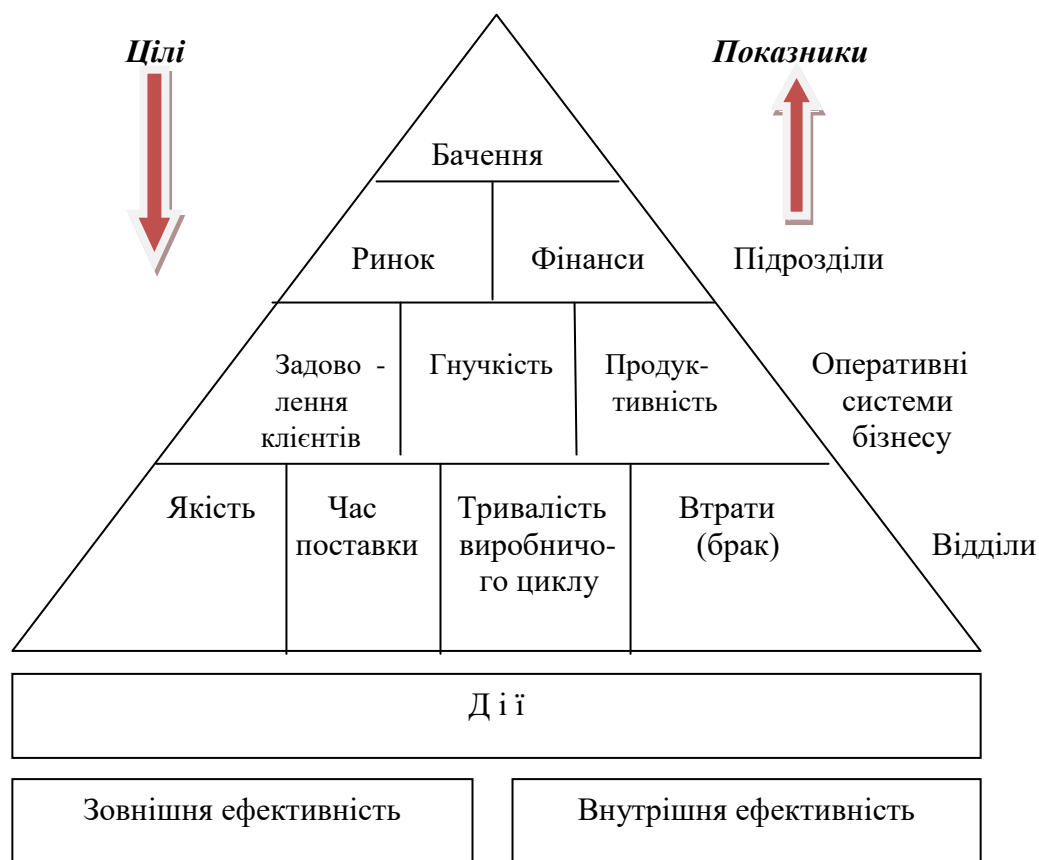 Цілі
Показники
Бачення
Ринок
Фінанси
Підрозділи
Задово -
лення
клієнтів
Гнучкість
Продук-
тивність
Оперативні
системи
бізнесу
Якість
Час
поставки
Тривалість
виробничо-
го циклу
Втрати
(брак)
Відділи
Д і ї
Зовнішня ефективність
Внутрішня ефективність